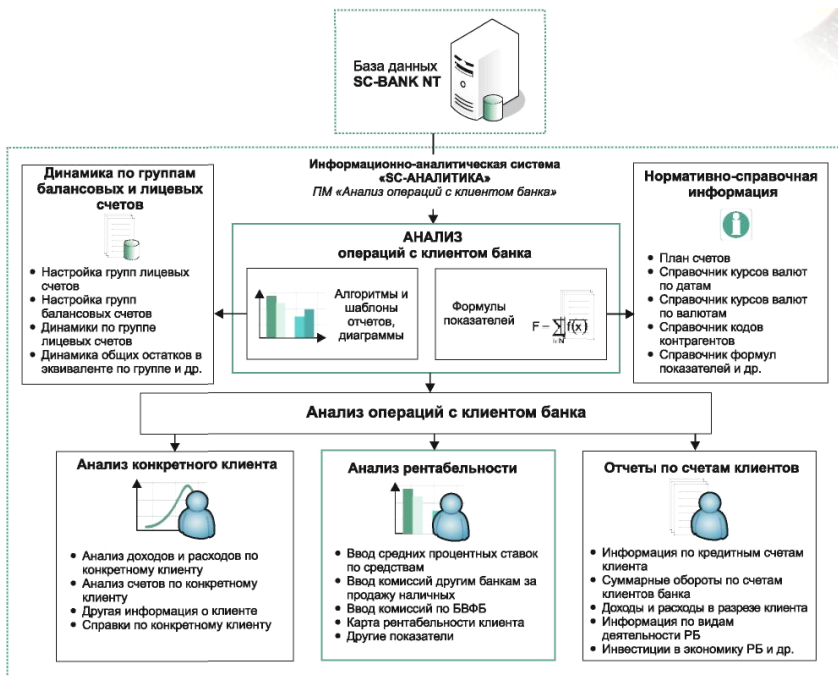 База данных
SC-BANK NT
Информационно-аналитическая система
«SC-АНАЛИТИКА»
ПМ «Анализ операций с клиентом банка»
Динамика по группам
балансовых и лицевых
счетов
• Настройка групп лицевых
счетов
• Настройка групп
балансовых счетов
• Динамики по группе
лицевых счетов
• Динамика общих остатков в
эквиваленте по группе и др.
АНАЛИЗ
операций с клиентом банка
Алгоритмы и
шаблоны
отчетов,
диаграммы
Формулы
показателей
F = ∑ f(x)
Нормативно-справочная
информация
• План счетов
• Справочник курсов валют
по датам
• Справочник курсов валют
по валютам
• Справочник кодов
контрагентов
• Справочник формул
показателей и др.
Анализ операций с клиентом банка
Анализ конкретного клиента
• Анализ доходов и расходов по
конкретному клиенту
• Анализ счетов по конкретному
клиенту
• Другая информация о клиенте
• Справки по конкретному клиенту
Анализ рентабельности
• Ввод средних процентных ставок
по средствам
• Ввод комиссий другим банкам за
продажу наличных
• Ввод комиссий по БВФБ
• Карта рентабельности клиента
• Другие показатели
Отчеты по счетам клиентов
• Информация по кредитным счетам
клиента
• Суммарные обороты по счетам
клиентов банка
• Доходы и расходы в разрезе клиента
• Информация по видам
деятельности РБ
• Инвестиции в экономику РБ и др.